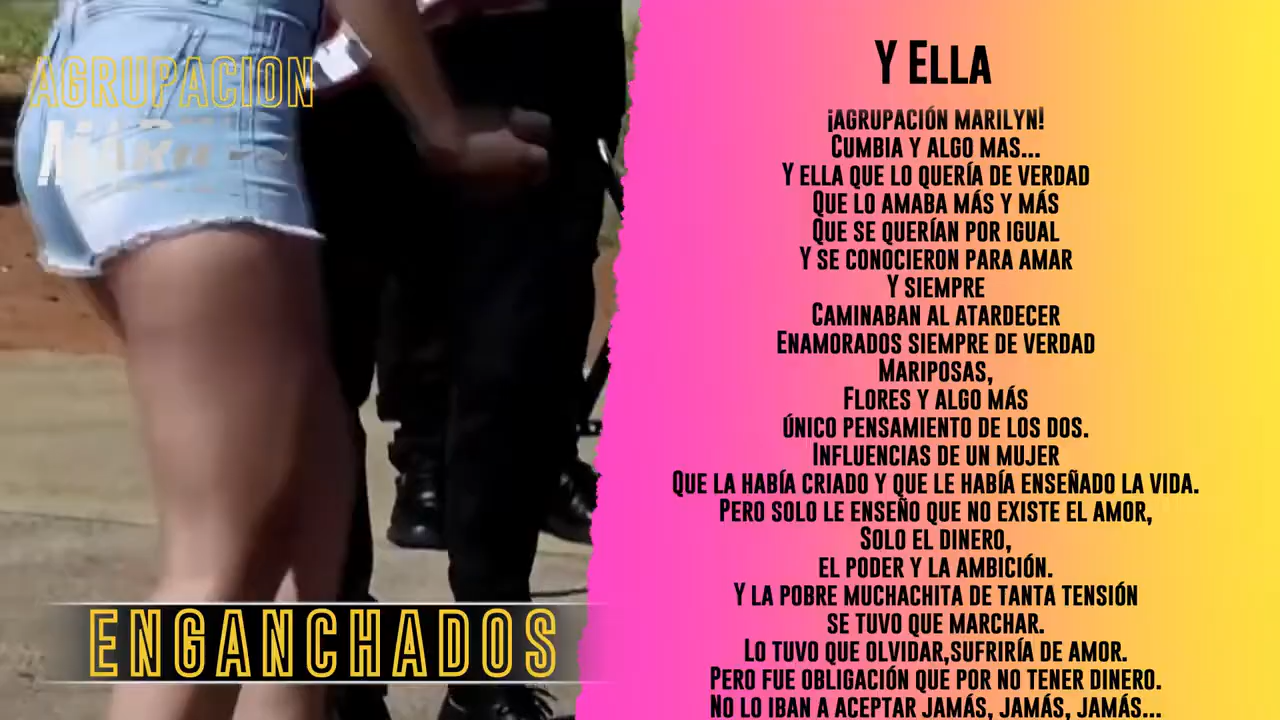 AGRUPACION
ENGANCHADOS
Y Ella
¡AGRUPACIÓN MARILYN!
Cumbia y algo mas...
Y ella que lo quería de verdad
Que lo amaba más y más
Que se querían por igual
Y se conocieron para amar
Y siempre
Caminaban al atardecer
Enamorados siempre de verdad
Mariposas,
Flores y algo más
único pensamiento de los dos.
Influencias de un mujer
Que la había criado y que le había enseñado la vida.
Pero solo le enseño que no existe el amor,
Solo el dinero,
el poder y la ambición.
Y la pobre muchachita de tanta tensión
se tuvo que marchar.
Lo tuvo que olvidar,sufriría de amor.
Pero fue obligación que por no tener dinero.
No lo iban a aceptar jamás, jamás, jamás...